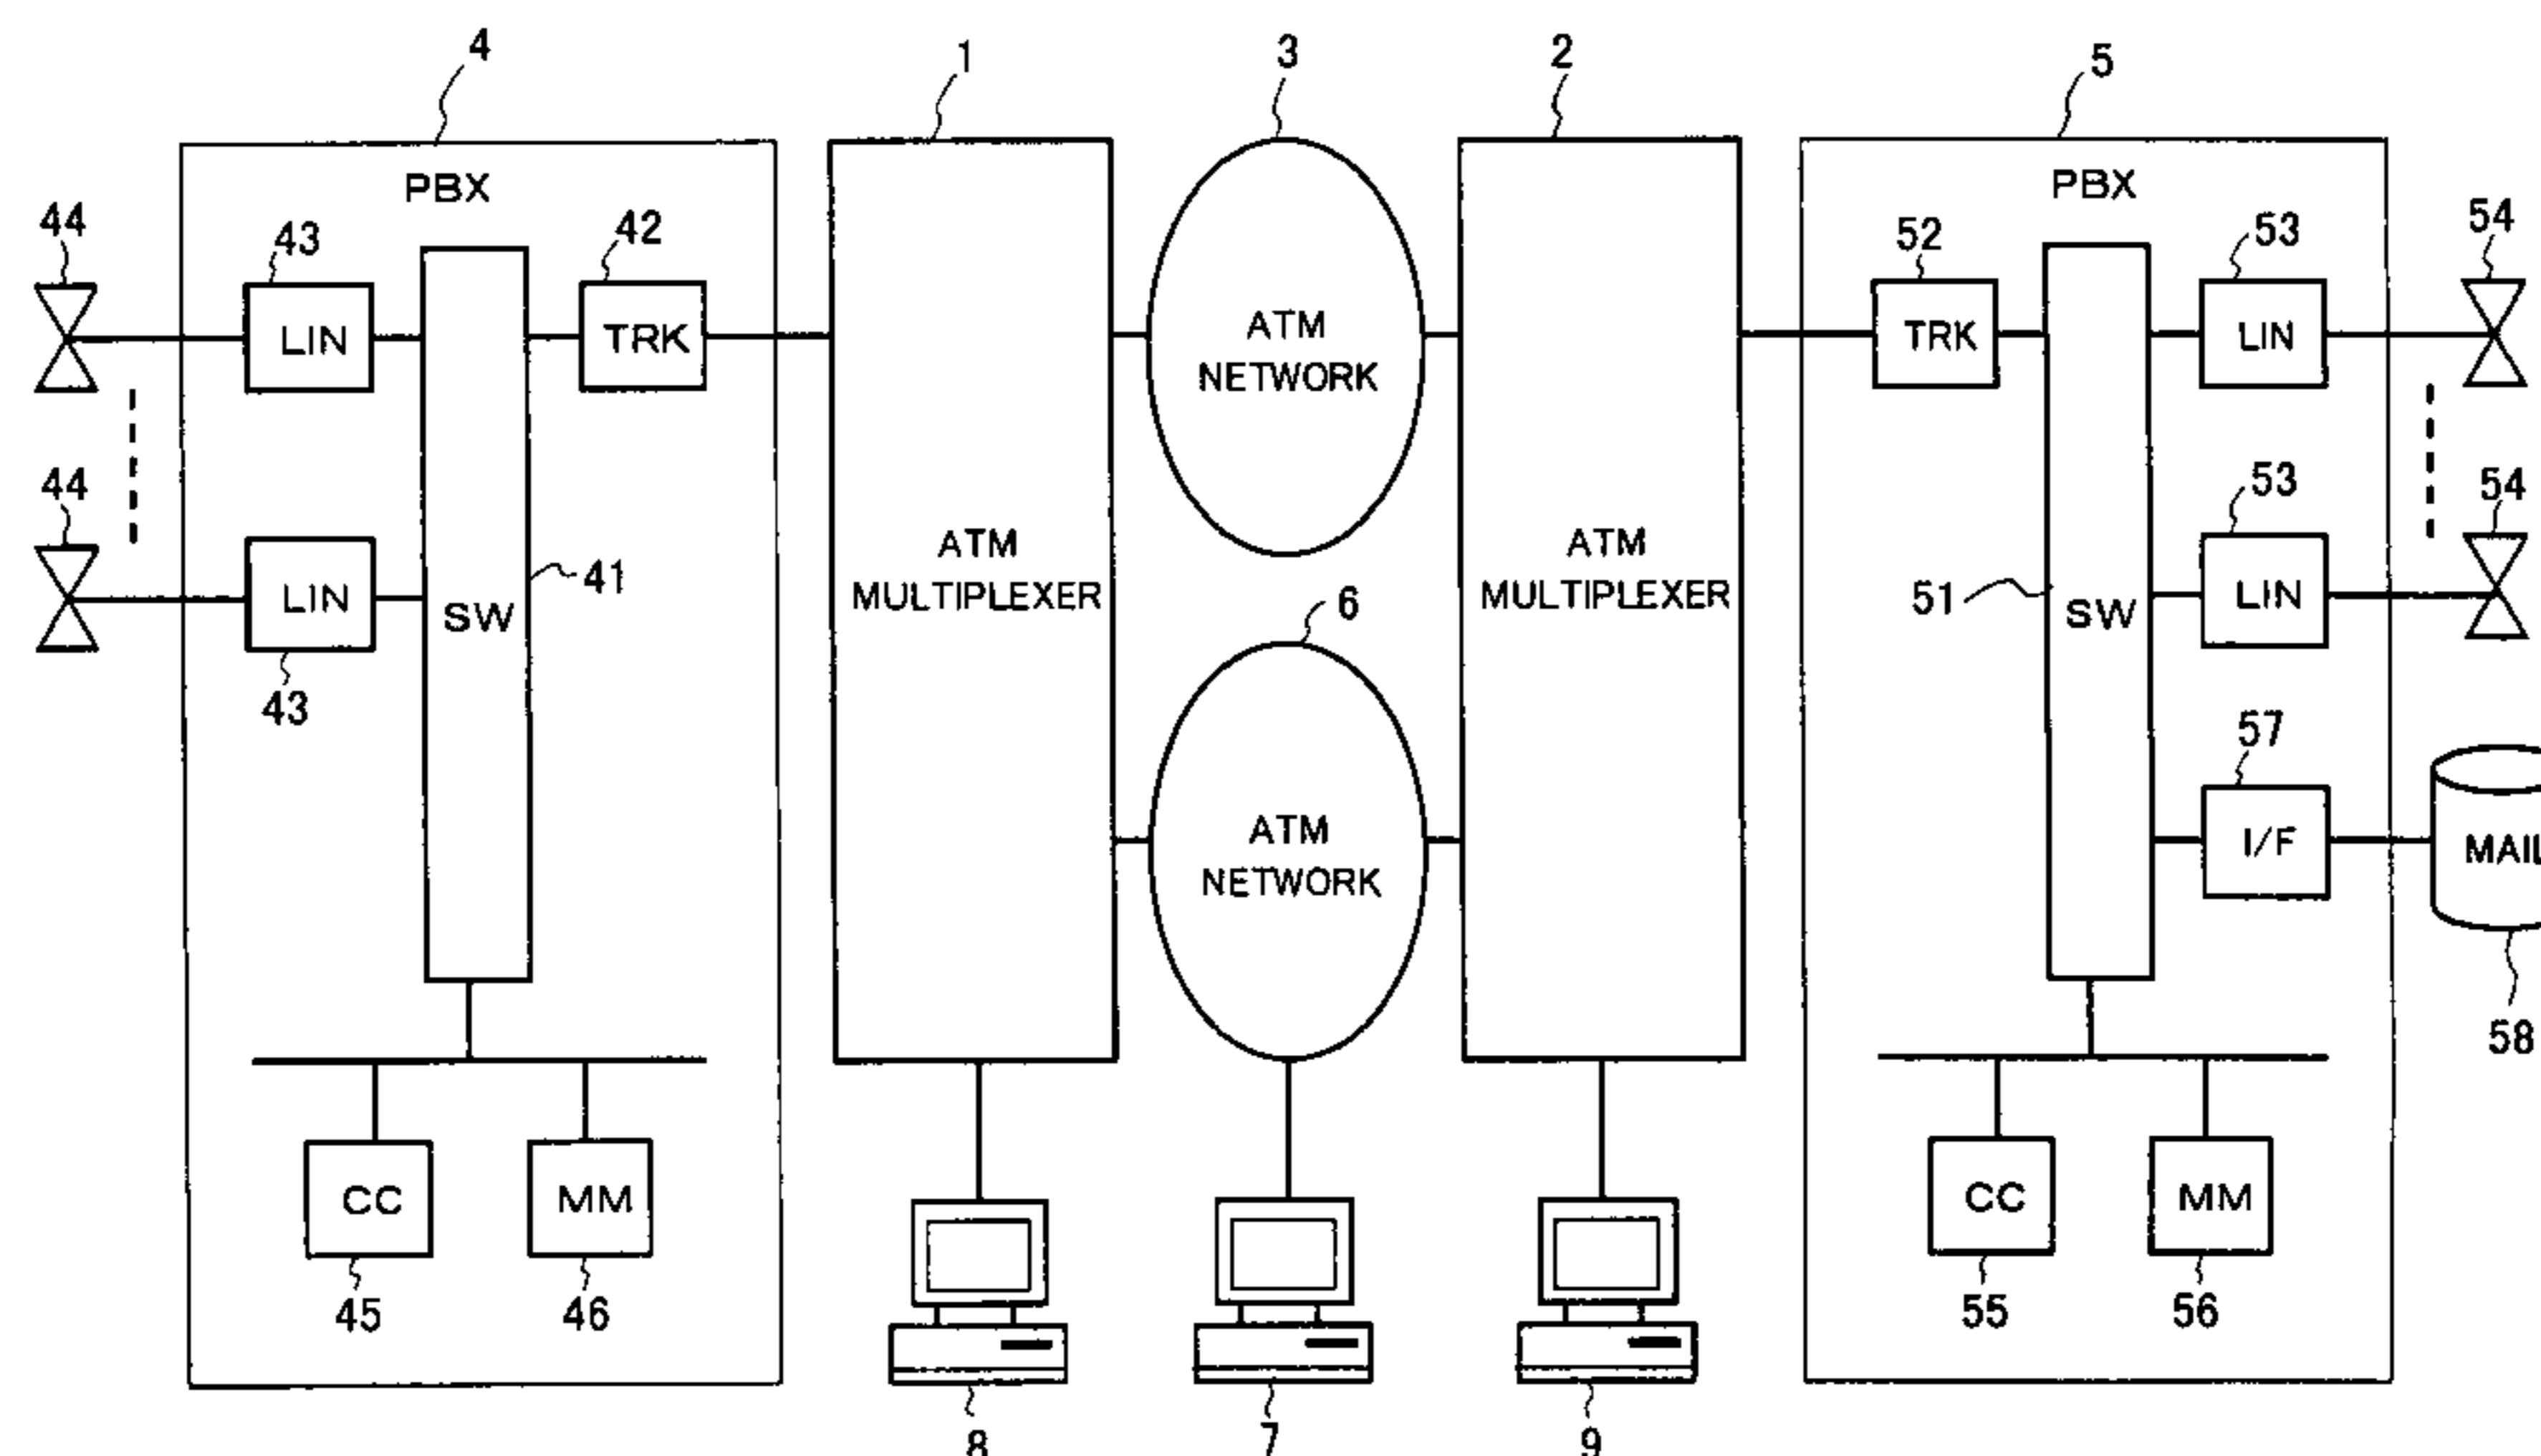 4
1
3
2
5
PBX
PBX
44
43
42
52
53
54
LIN
TRK
ATM
NETWORK
TRK
LIN
44
43
53
54
LIN
SW
41
ATM
MULTIPLEXER
ATM
MULTIPLEXER
51
SW
LIN
43
6
57
ATM
NETWORK
I/F
MAIL
58
CC
MM
CC
MM
45
46
55
56
8
7
9